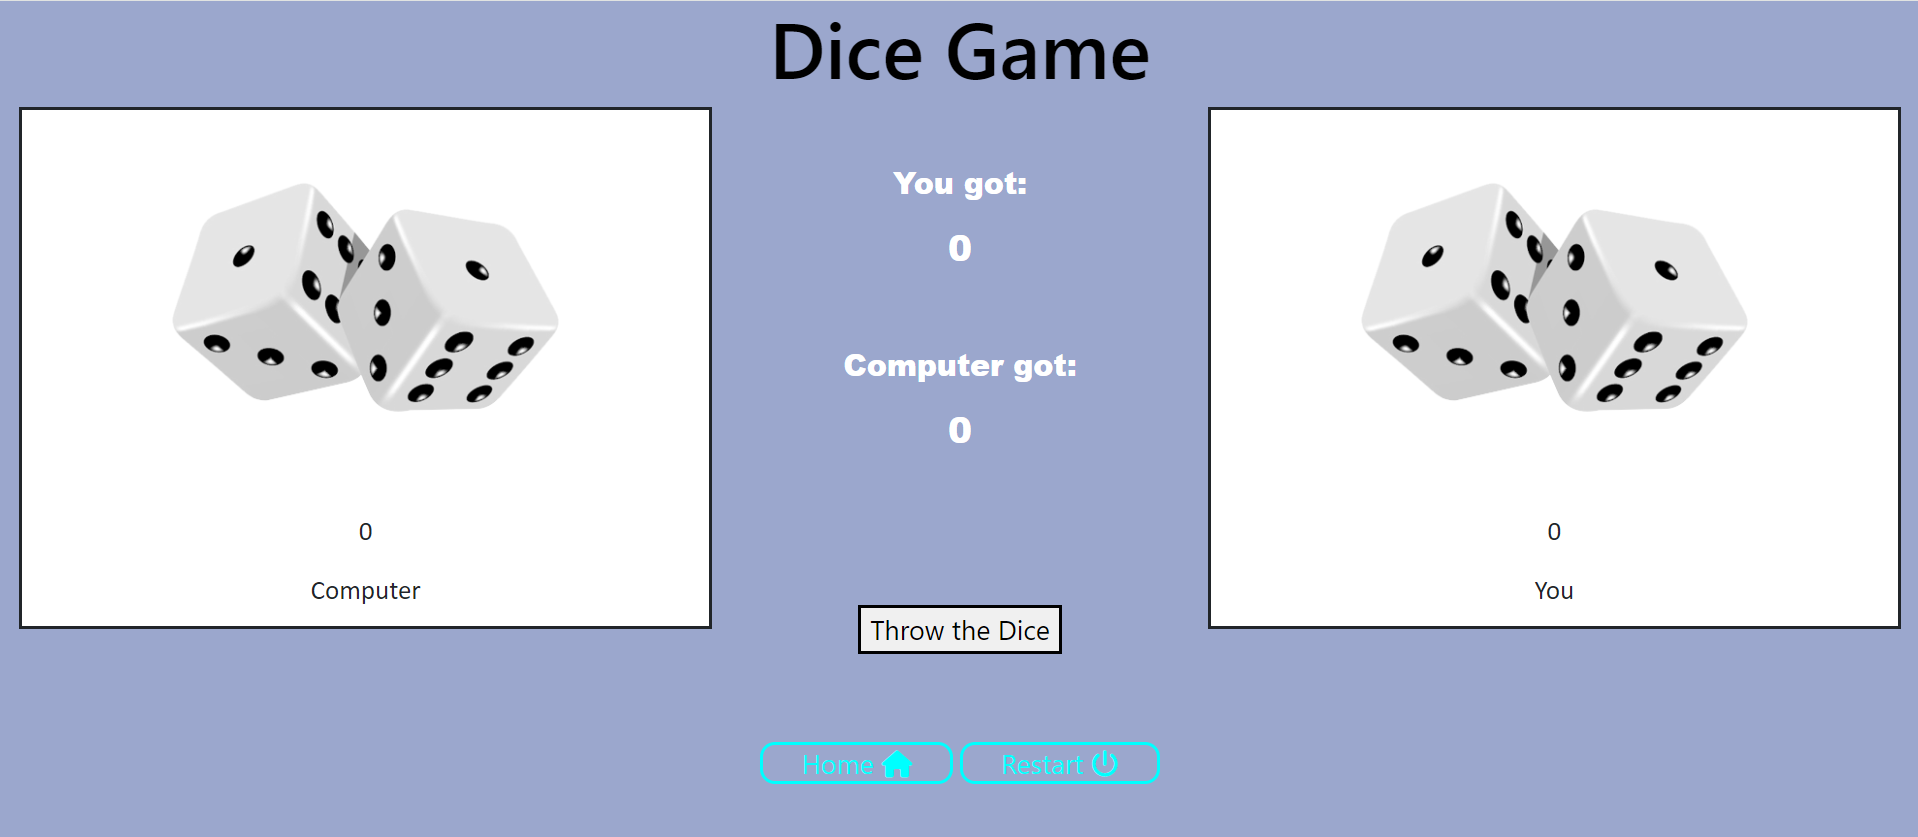 Dice Game
0
Computer
You got:
0
Computer got:
0
Throw the Dice
0
You
Home
Restart